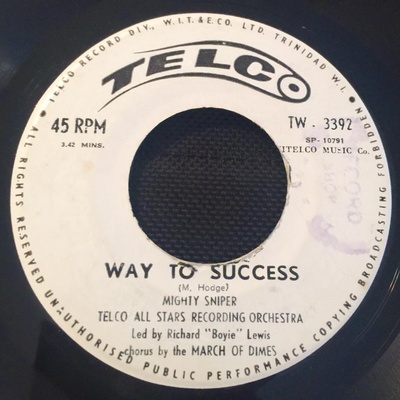 TELCO RECORD DIV., W.I.T. & E.CO. LTD. TRINIDAD W.I. • COPYING BROADCASTING FORBIDDEN
ALL RIGHTS RESERVED UNAUTHORISED PUBLIC PERFORMANCE
TELCO
45 RPM
3.42 MINS.
TW - 3392
SP - 10791
ITELCO MUSIC Co.
WAY TO SUCCESS
(M. Hodge)
MIGHTY SNIPER
TELCO ALL STARS RECORDING ORCHESTRA
Led by Richard "Boyie" Lewis
chorus by the MARCH OF DIMES